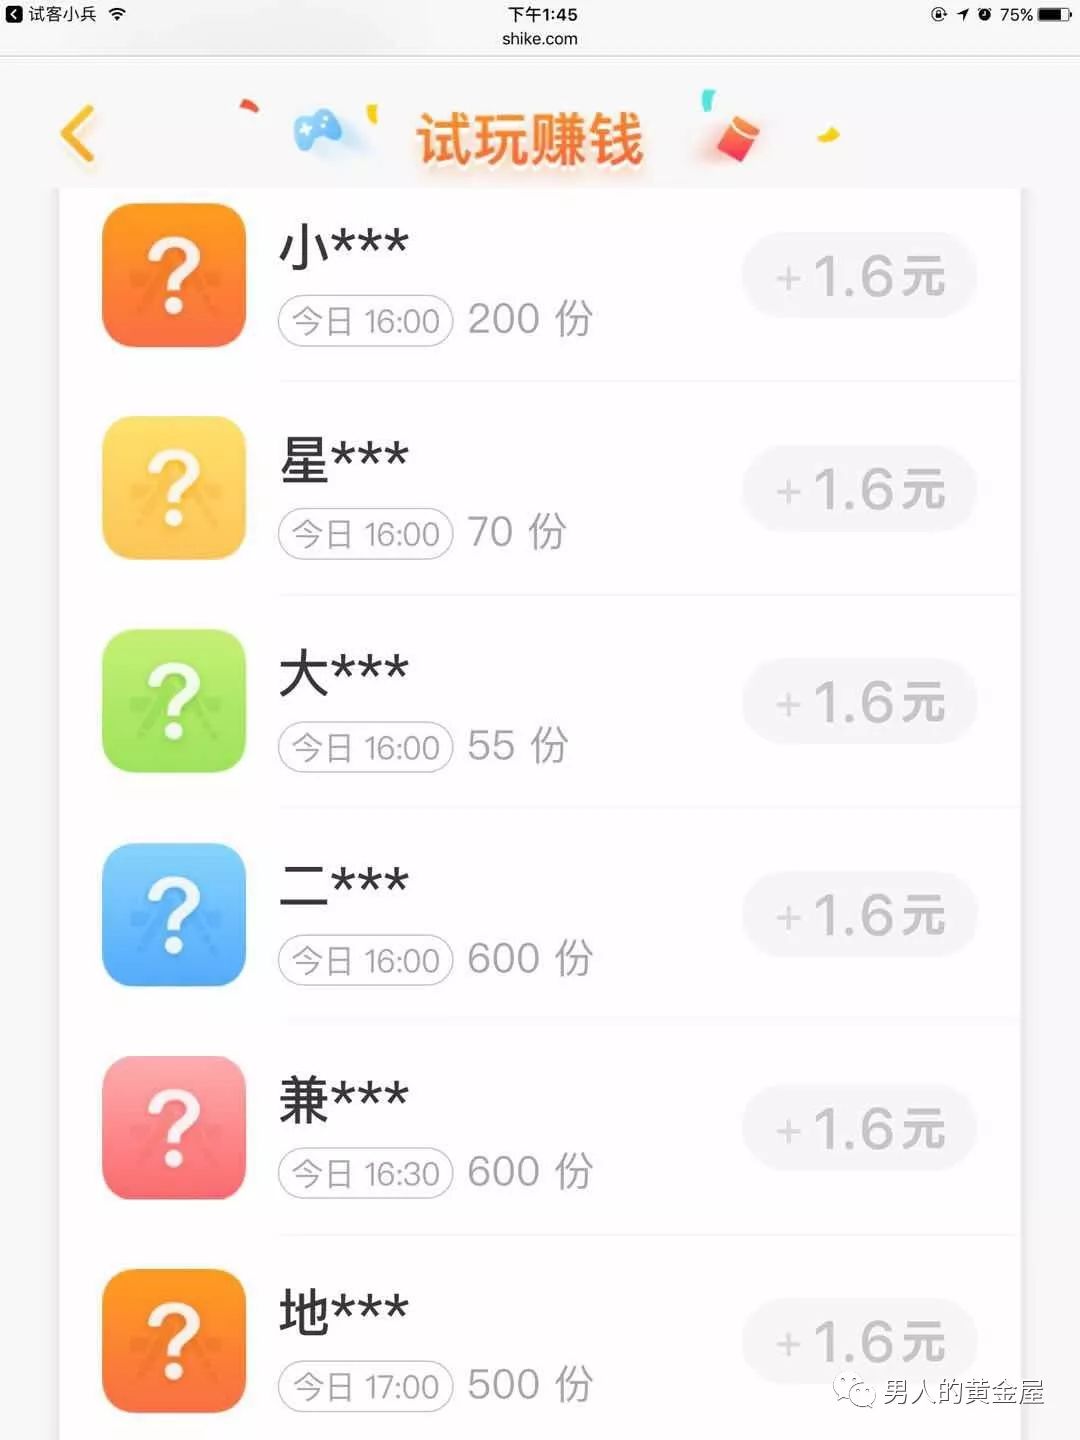 试客小兵
下午1:45
75%
shike.com
试玩赚钱
?
小***
今日 16:00 200 份
+1.6元
?
星***
今日 16:00 70 份
+1.6元
?
大***
今日 16:00 55 份
+1.6元
?
二***
今日 16:00 600 份
+1.6元
?
兼***
今日 16:30 600 份
+1.6元
?
地***
今日 17:00 500 份
+1.6元
男人的黄金屋